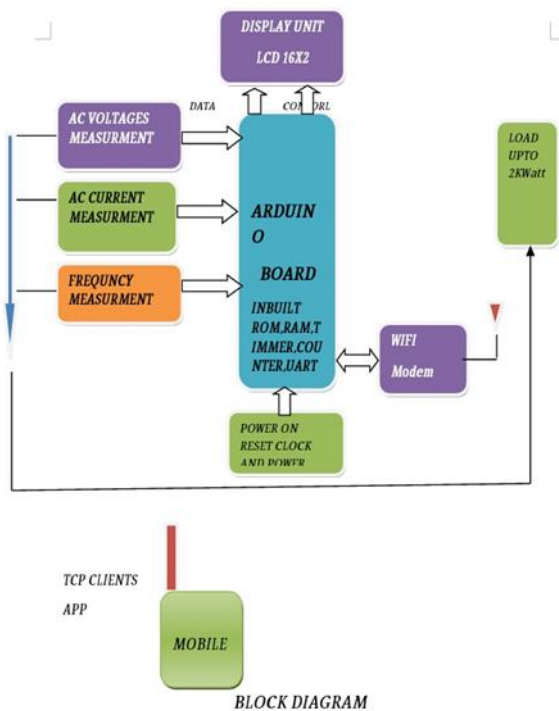 DISPLAY UNIT
LCD 16X2
DATA
AC VOLTAGES
MEASURMENT
LOAD
UPTO
2KWatt
AC CURRENT
MEASURMENT
ARDUIN
O
BOARD
FREQUNCY
MEASURMENT
INBUILT
ROM,RAM,T
IMMER,COU
NTER,UART
WIFI
Modem
POWER ON
RESET CLOCK
AND POWER
TCP CLIENTS
APP
MOBILE
BLOCK DIAGRAM